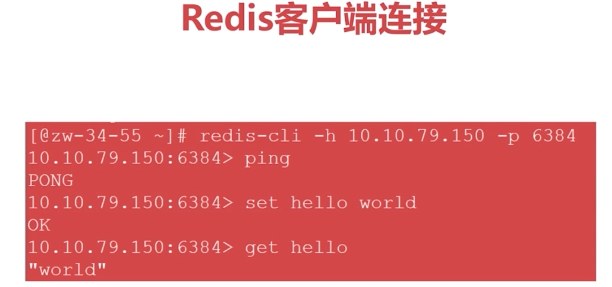 Redis客户端连接
[@zw-34-55 ~]# redis-cli -h 10.10.79.150 -p 6384
10.10.79.150:6384> ping
PONG
10.10.79.150:6384> set hello world
OK
10.10.79.150:6384> get hello
"world"